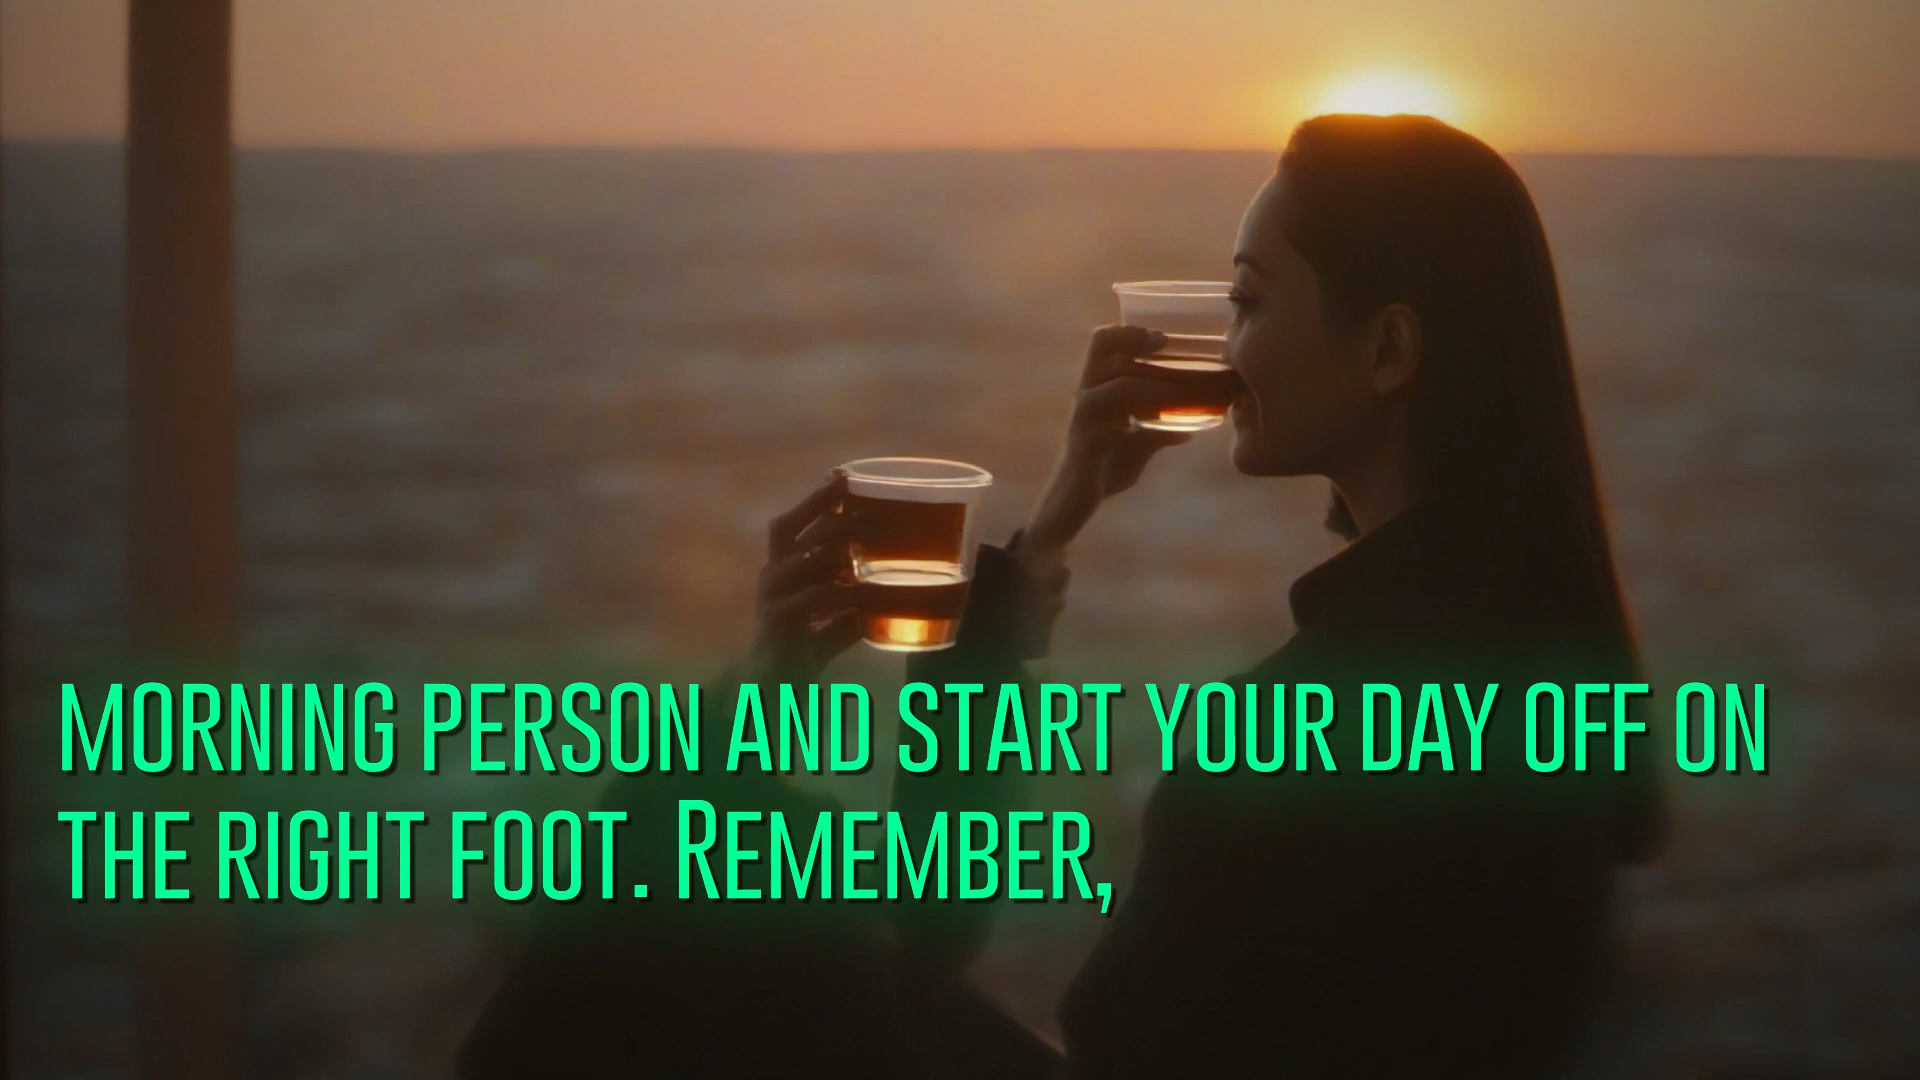 MORNING PERSON AND START YOUR DAY OFF ON
THE RIGHT FOOT. REMEMBER,